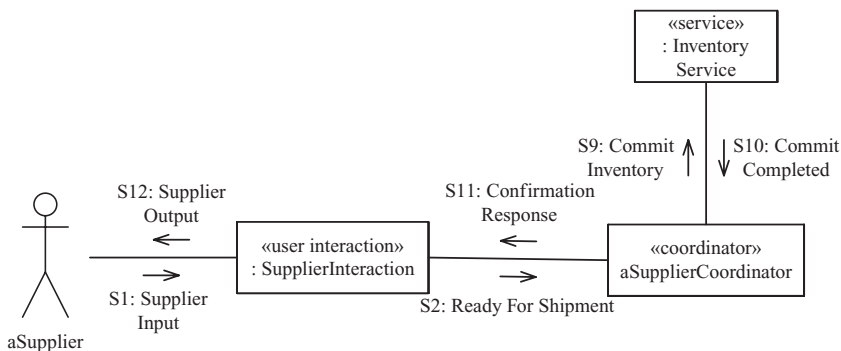 «service»
: Inventory
Service
S9: Commit
Inventory
S10: Commit
Completed
S12: Supplier
Output
S11: Confirmation
Response
«user interaction»
: SupplierInteraction
«coordinator»
aSupplierCoordinator
S1: Supplier
Input
S2: Ready For Shipment
aSupplier